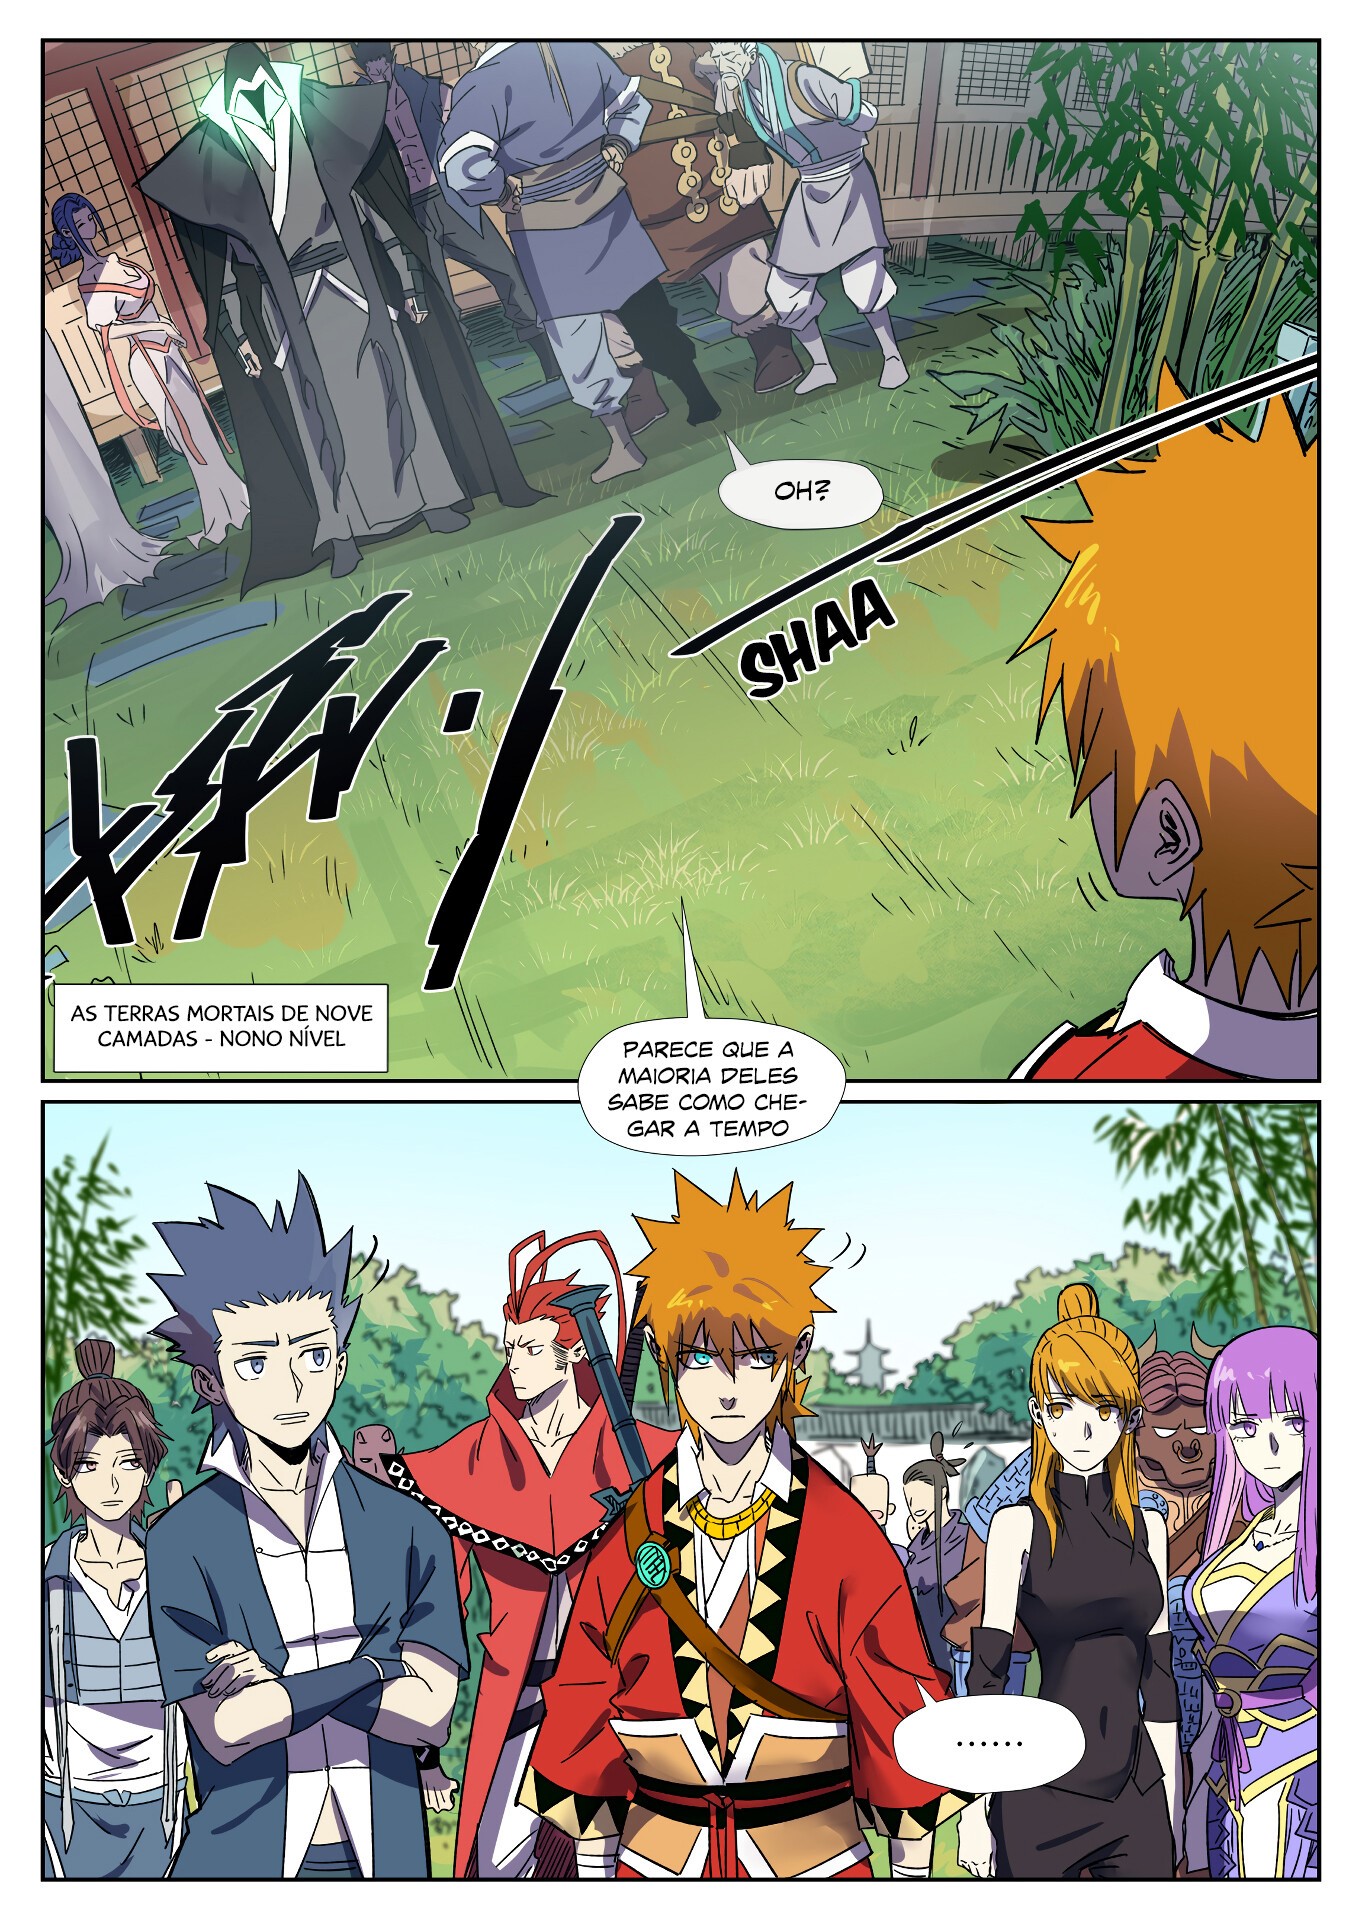 OH?
SHAA
AS TERRAS MORTAIS DE NOVE
CAMADAS - NONO NÍVEL
PARECE QUE A
MAIORIA DELES
SABE COMO CHE-
GAR A TEMPO
......